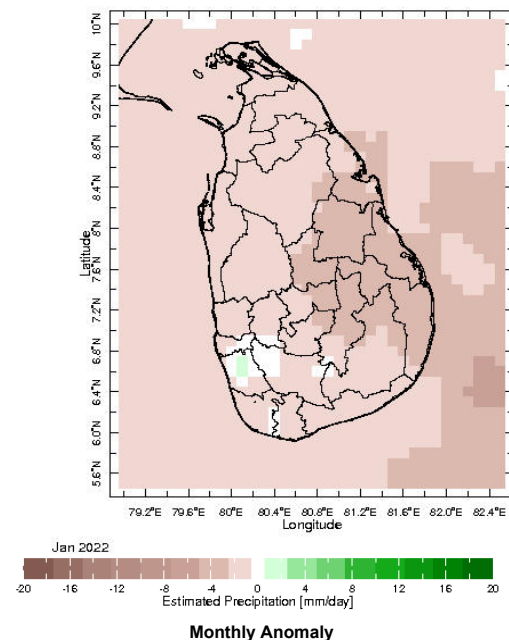 10°N
9.6°N
9.2°N
8.8°N
8.4°N
8°N
7.6°N
7.2°N
6.8°N
6.4°N
6.0°N
5.6°N
Latitude
79.2°E 79.6°E 80°E 80.4°E 80.8°E 81.2°E 81.6°E 82°E 82.4°E
Longitude
Jan 2022
-20 -16 -12 -8 -4 0 4 8 12 16 20
Estimated Precipitation [mm/day]
Monthly Anomaly